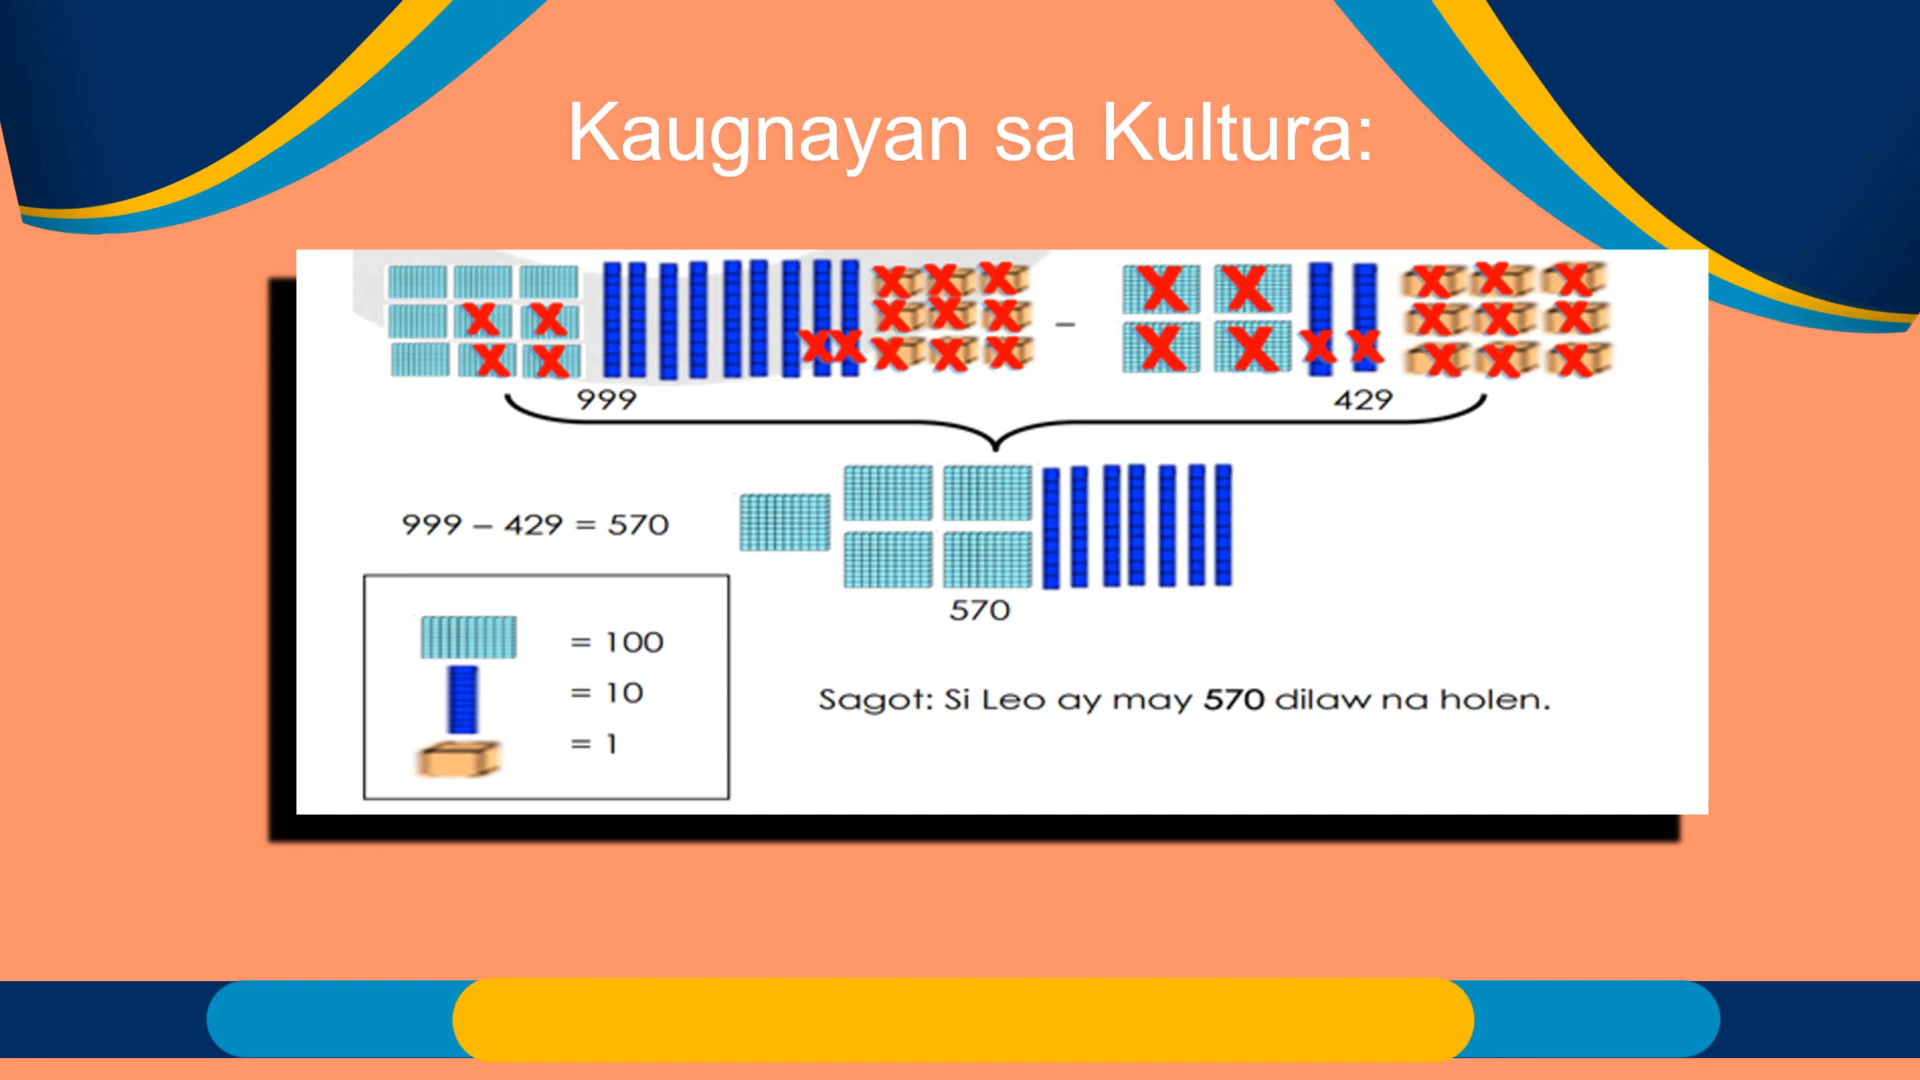 Kaugnayan sa Kultura:
–
999
429
999 – 429 = 570
570
= 100
= 10
= 1
Sagot: Si Leo ay may 570 dilaw na holen.